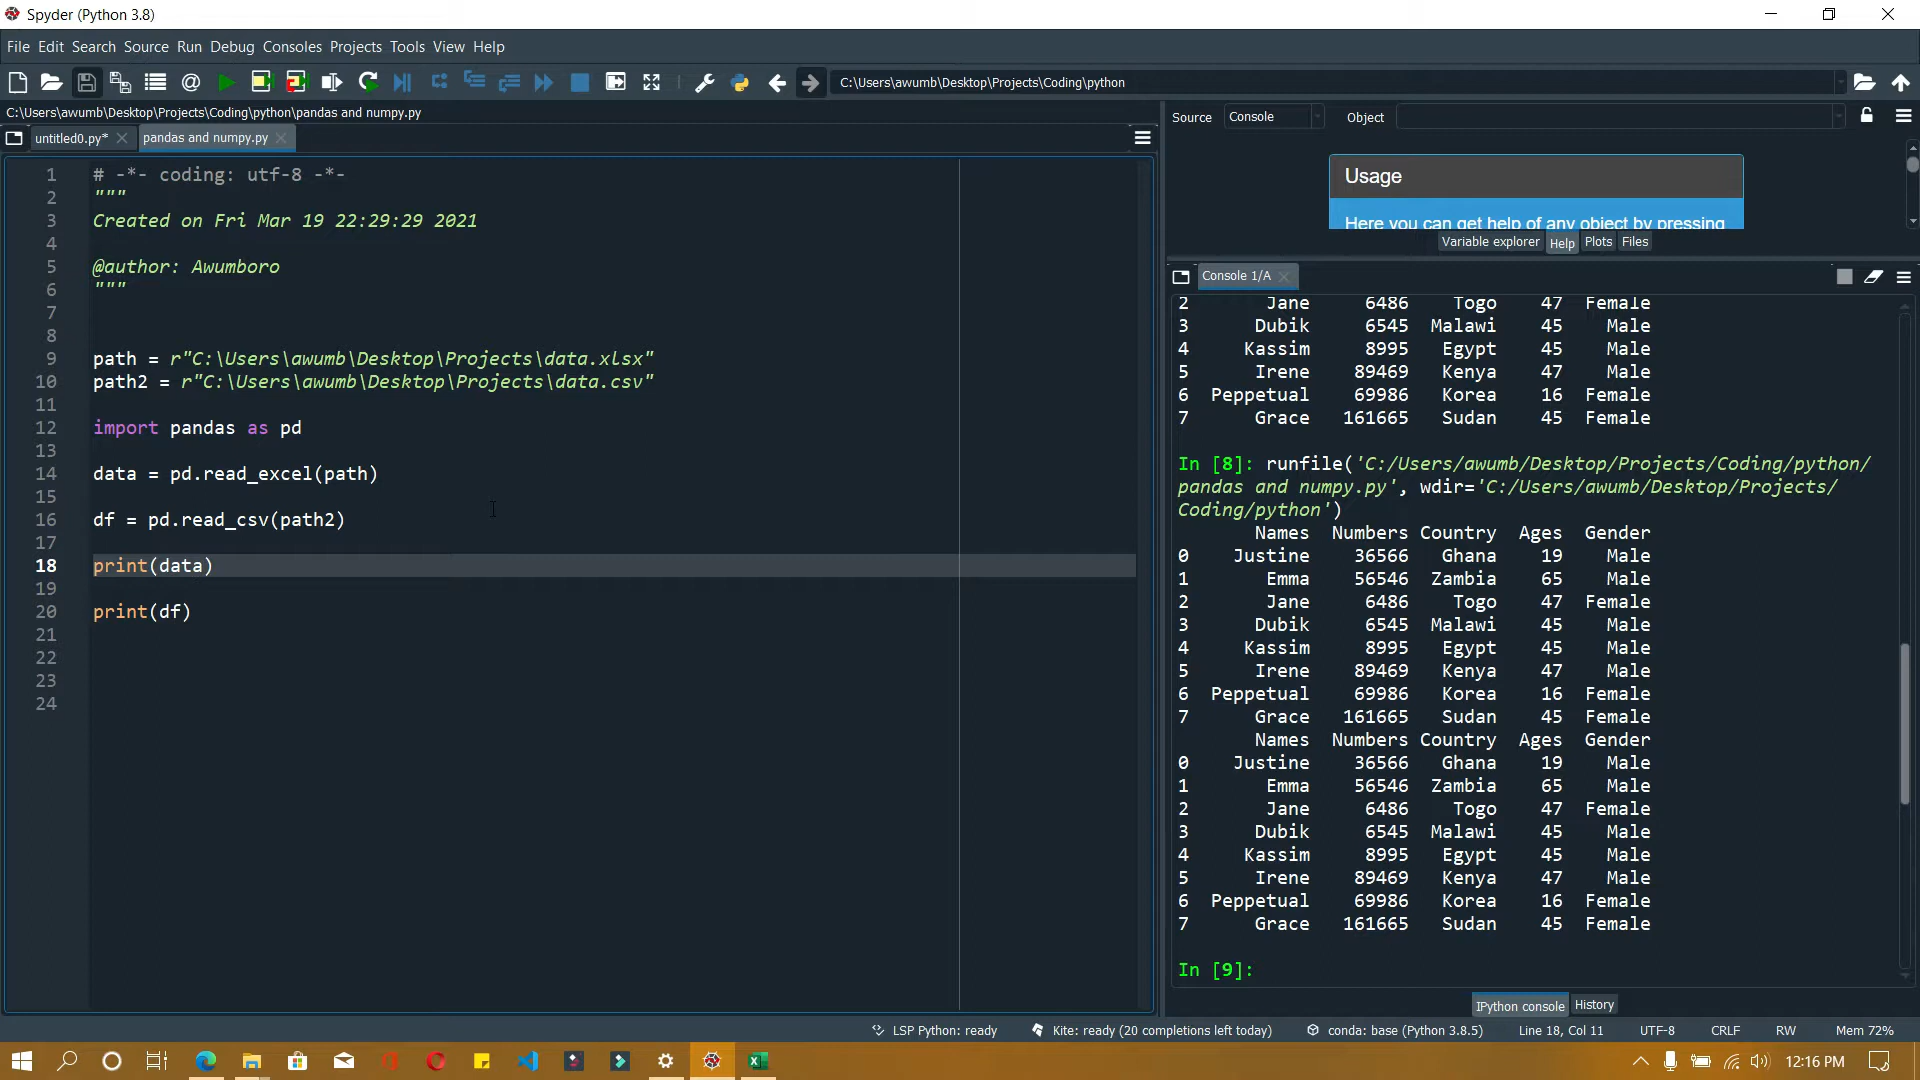 Spyder (Python 3.8)
File Edit Search Source Run Debug Consoles Projects Tools View Help
C:\Users\awumb\Desktop\Projects\Coding\python
C:\Users\awumb\Desktop\Projects\Coding\python\pandas and numpy.py
untitled0.py*
pandas and numpy.py
1 # -*- coding: utf-8 -*-
2 """
3 Created on Fri Mar 19 22:29:29 2021
4
5 @author: Awumboro
6 """
7
8
9 path = r"C:\Users\awumb\Desktop\Projects\data.xlsx"
10 path2 = r"C:\Users\awumb\Desktop\Projects\data.csv"
11
12 import pandas as pd
13
14 data = pd.read_excel(path)
15
16 df = pd.read_csv(path2)
17
18 print(data)
19
20 print(df)
21
22
23
24
Source Console Object
Usage
Here you can get help of any object by pressing
Variable explorer Help Plots Files
Console 1/A
2 Jane 6486 Togo 47 Female
3 Dubik 6545 Malawi 45 Male
4 Kassim 8995 Egypt 45 Male
5 Irene 89469 Kenya 47 Male
6 Peppetual 69986 Korea 16 Female
7 Grace 161665 Sudan 45 Female
In [8]: runfile('C:/Users/awumb/Desktop/Projects/Coding/python/
pandas and numpy.py', wdir='C:/Users/awumb/Desktop/Projects/
Coding/python')
Names Numbers Country Ages Gender
0 Justine 36566 Ghana 19 Male
1 Emma 56546 Zambia 65 Male
2 Jane 6486 Togo 47 Female
3 Dubik 6545 Malawi 45 Male
4 Kassim 8995 Egypt 45 Male
5 Irene 89469 Kenya 47 Male
6 Peppetual 69986 Korea 16 Female
7 Grace 161665 Sudan 45 Female
Names Numbers Country Ages Gender
0 Justine 36566 Ghana 19 Male
1 Emma 56546 Zambia 65 Male
2 Jane 6486 Togo 47 Female
3 Dubik 6545 Malawi 45 Male
4 Kassim 8995 Egypt 45 Male
5 Irene 89469 Kenya 47 Male
6 Peppetual 69986 Korea 16 Female
7 Grace 161665 Sudan 45 Female
In [9]:
IPython console History
LSP Python: ready Kite: ready (20 completions left today) conda: base (Python 3.8.5) Line 18, Col 11 UTF-8 CRLF RW Mem 72%
12:16 PM